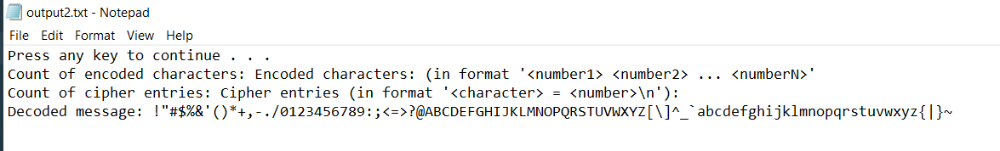 output2.txt - Notepad
File Edit Format View Help
Press any key to continue . . .
Count of encoded characters: Encoded characters: (in format '<number1> <number2> ... <numberN>'
Count of cipher entries: Cipher entries (in format '<character> = <number>\n'):
Decoded message: !"#$%&'()*+,-./0123456789:;<=>?@ABCDEFGHIJKLMNOPQRSTUVWXYZ[\]^_`abcdefghijklmnopqrstuvwxyz{|}~